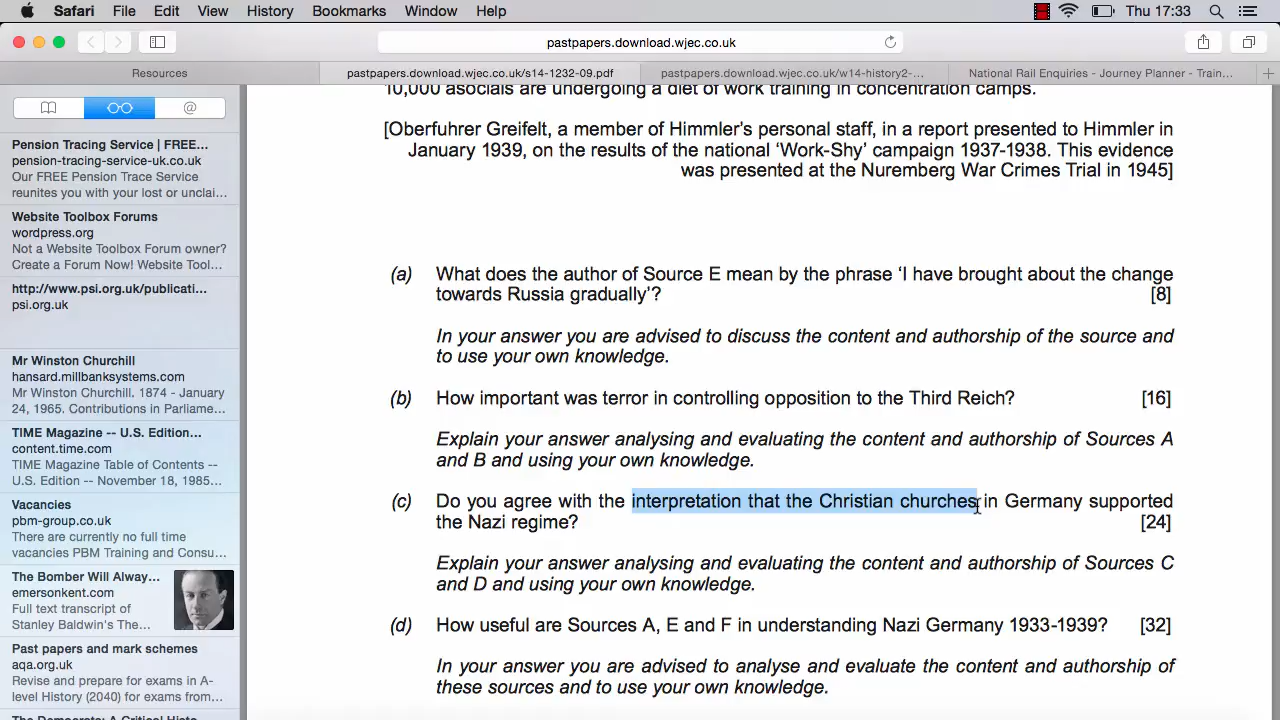 Safari File Edit View History Bookmarks Window Help Thu 17:33
pastpapers.download.wjec.co.uk
Resources
pastpapers.download.wjec.co.uk/s14-1232-09.pdf
pastpapers.download.wjec.co.uk/w14-history2-...
National Rail Enquiries - Journey Planner - Train...
Pension Tracing Service | FREE...
pension-tracing-service-uk.co.uk
Our FREE Pension Trace Service
reunites you with your lost or unclai...
Website Toolbox Forums
wordpress.org
Not a Website Toolbox Forum owner?
Create a Forum Now! Website Tool...
http://www.psi.org.uk/publicati...
psi.org.uk
Mr Winston Churchill
hansard.millbanksystems.com
Mr Winston Churchill. 1874 - January
24, 1965. Contributions in Parliame...
TIME Magazine -- U.S. Edition...
content.time.com
TIME Magazine Table of Contents --
U.S. Edition -- November 18, 1985...
Vacancies
pbm-group.co.uk
There are currently no full time
vacancies PBM Training and Consu...
The Bomber Will Alway...
emersonkent.com
Full text transcript of
Stanley Baldwin's The...
Past papers and mark schemes
aqa.org.uk
Revise and prepare for exams in A-
level History (2040) for exams from...
The Democrats: A Critical Histo...
10,000 asocials are undergoing a diet of work training in concentration camps.
[Oberfuhrer Greifelt, a member of Himmler's personal staff, in a report presented to Himmler in
January 1939, on the results of the national 'Work-Shy' campaign 1937-1938. This evidence
was presented at the Nuremberg War Crimes Trial in 1945]
(a) What does the author of Source E mean by the phrase 'I have brought about the change
towards Russia gradually'? [8]
In your answer you are advised to discuss the content and authorship of the source and
to use your own knowledge.
(b) How important was terror in controlling opposition to the Third Reich? [16]
Explain your answer analysing and evaluating the content and authorship of Sources A
and B and using your own knowledge.
(c) Do you agree with the interpretation that the Christian churches in Germany supported
the Nazi regime? [24]
Explain your answer analysing and evaluating the content and authorship of Sources C
and D and using your own knowledge.
(d) How useful are Sources A, E and F in understanding Nazi Germany 1933-1939? [32]
In your answer you are advised to analyse and evaluate the content and authorship of
these sources and to use your own knowledge.